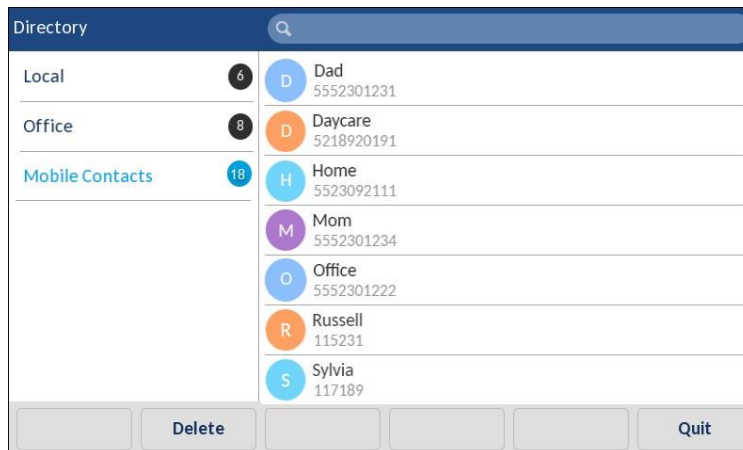 Directory
Local 6
Office 8
Mobile Contacts 18
D Dad
5552301231
D Daycare
5218920191
H Home
5523092111
M Mom
5552301234
O Office
5552301222
R Russell
115231
S Sylvia
117189
Delete Quit